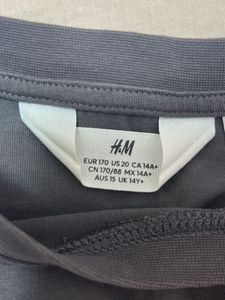 H&M
EUR 170 US 20 CA 14A+
CN 170/88 MX 14A+
AUS 15 UK 14Y+